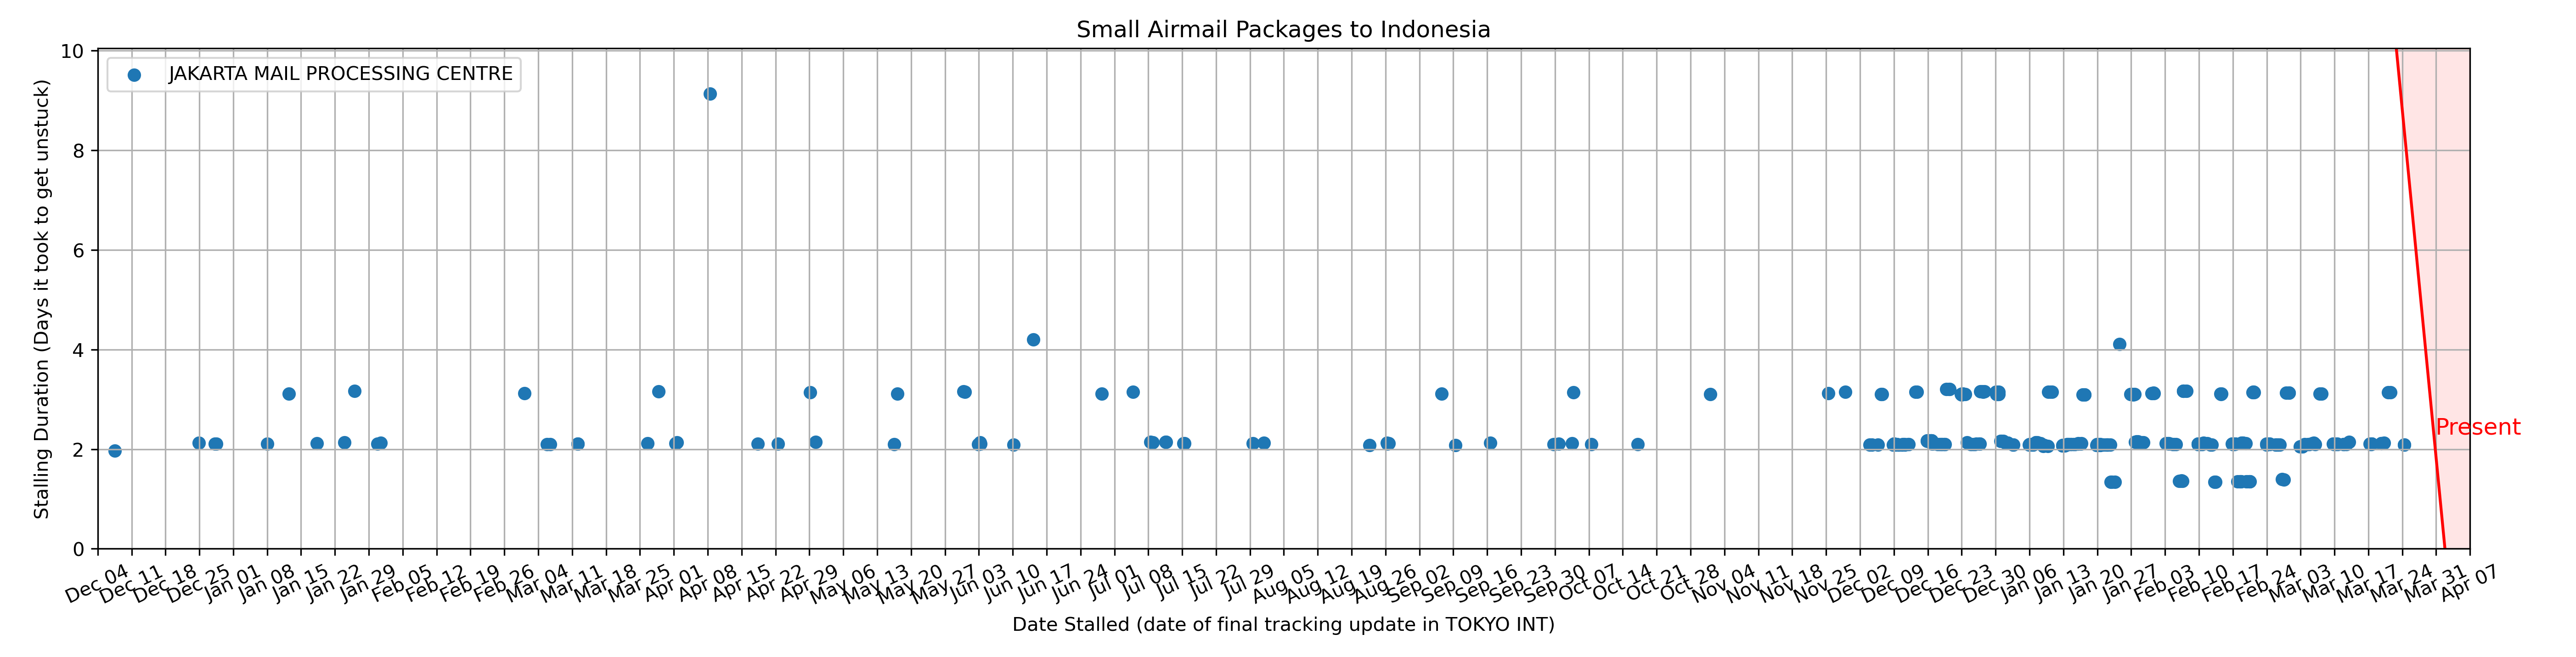 Small Airmail Packages to Indonesia
JAKARTA MAIL PROCESSING CENTRE
Stalling Duration (Days it took to get unstuck)
10
8
6
4
2
0
Present
Dec 04
Dec 11
Dec 18
Dec 25
Jan 01
Jan 08
Jan 15
Jan 22
Jan 29
Feb 05
Feb 12
Feb 19
Feb 26
Mar 04
Mar 11
Mar 18
Mar 25
Apr 01
Apr 08
Apr 15
Apr 22
Apr 29
May 06
May 13
May 20
May 27
Jun 03
Jun 10
Jun 17
Jun 24
Jul 01
Jul 08
Jul 15
Jul 22
Jul 29
Aug 05
Aug 12
Aug 19
Aug 26
Sep 02
Sep 09
Sep 16
Sep 23
Sep 30
Oct 07
Oct 14
Oct 21
Oct 28
Nov 04
Nov 11
Nov 18
Nov 25
Dec 02
Dec 09
Dec 16
Dec 23
Dec 30
Jan 06
Jan 13
Jan 20
Jan 27
Feb 03
Feb 10
Feb 17
Feb 24
Mar 03
Mar 10
Mar 17
Mar 24
Mar 31
Apr 07
Date Stalled (date of final tracking update in TOKYO INT)